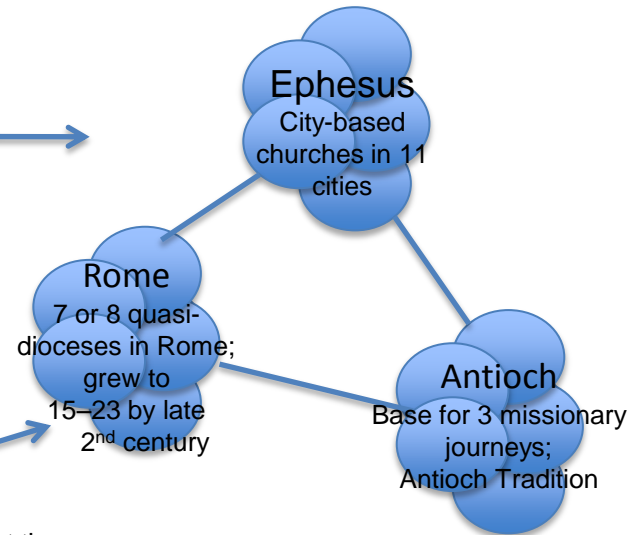 Ephesus
City-based
churches in 11
cities
Rome
7 or 8 quasi-
dioceses in Rome;
grew to
15–23 by late
2nd century
Antioch
Base for 3 missionary
journeys;
Antioch Tradition